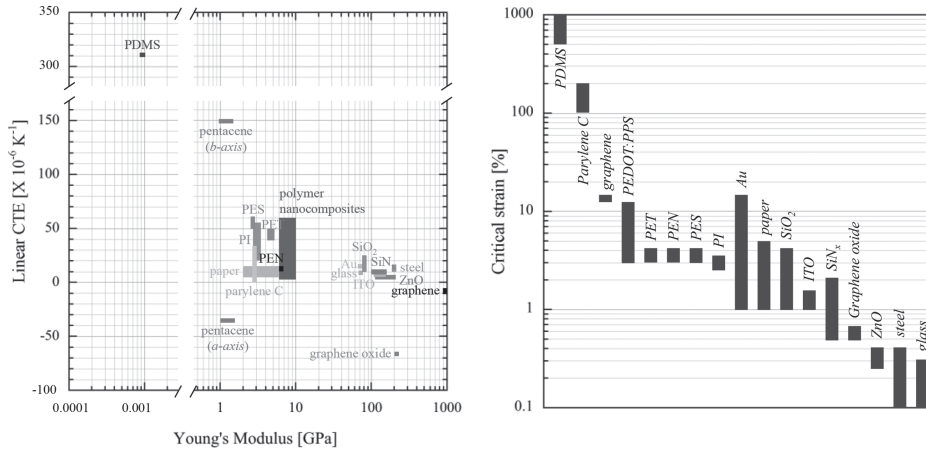 350
300
150
100
50
0
-50
-100
Linear CTE [X 10⁻⁶ K⁻¹]
0.0001
0.001
1
10
100
1000
Young's Modulus [GPa]
PDMS
pentacene
(b-axis)
polymer
nanocomposites
PES
PET
PI
PEN
paper
parylene C
SiO₂
Au
SiN
steel
glass
ITO
ZnO
graphene
pentacene
(a-axis)
graphene oxide
1000
100
10
1
0.1
Critical strain [%]
PDMS
Parylene C
graphene
PEDOT:PPS
PET
PEN
PES
PI
Au
paper
SiO₂
ITO
SiNₓ
Graphene oxide
ZnO
steel
glass